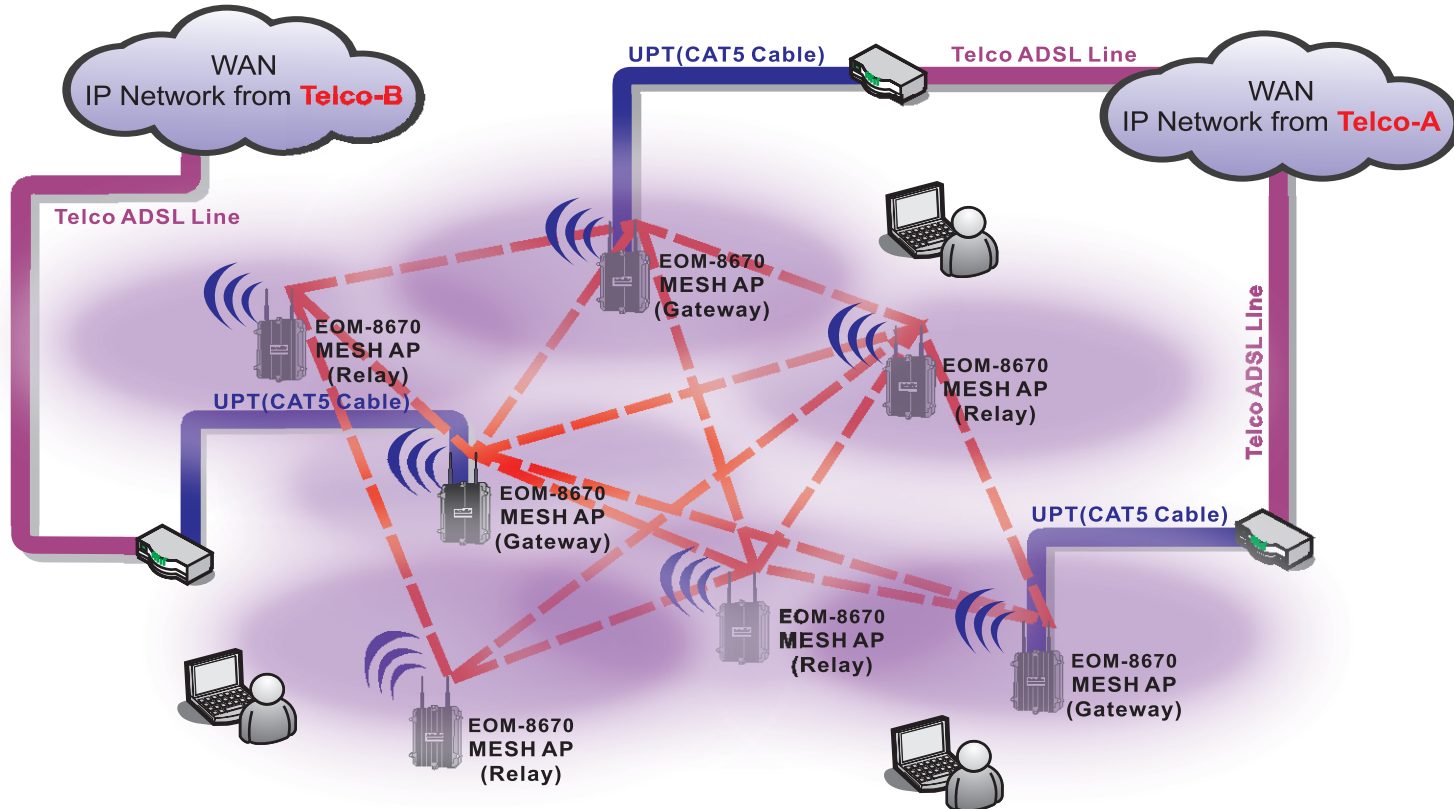 UPT(CAT5 Cable)
Telco ADSL Line
WAN
IP Network from Telco-B
WAN
IP Network from Telco-A
Telco ADSL Line
EOM-8670
MESH AP
(Gateway)
EOM-8670
MESH AP
(Relay)
EOM-8670
MESH AP
(Relay)
Telco ADSL Line
UPT(CAT5 Cable)
EOM-8670
MESH AP
(Gateway)
UPT(CAT5 Cable)
EOM-8670
MESH AP
(Relay)
EOM-8670
MESH AP
(Gateway)
EOM-8670
MESH AP
(Relay)